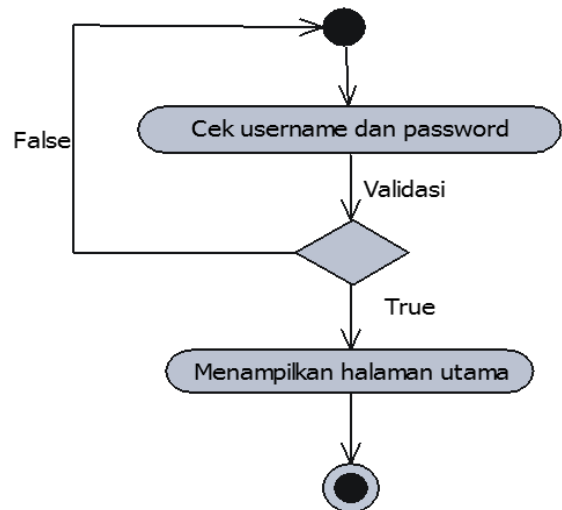 Cek username dan password
False
Validasi
True
Menampilkan halaman utama